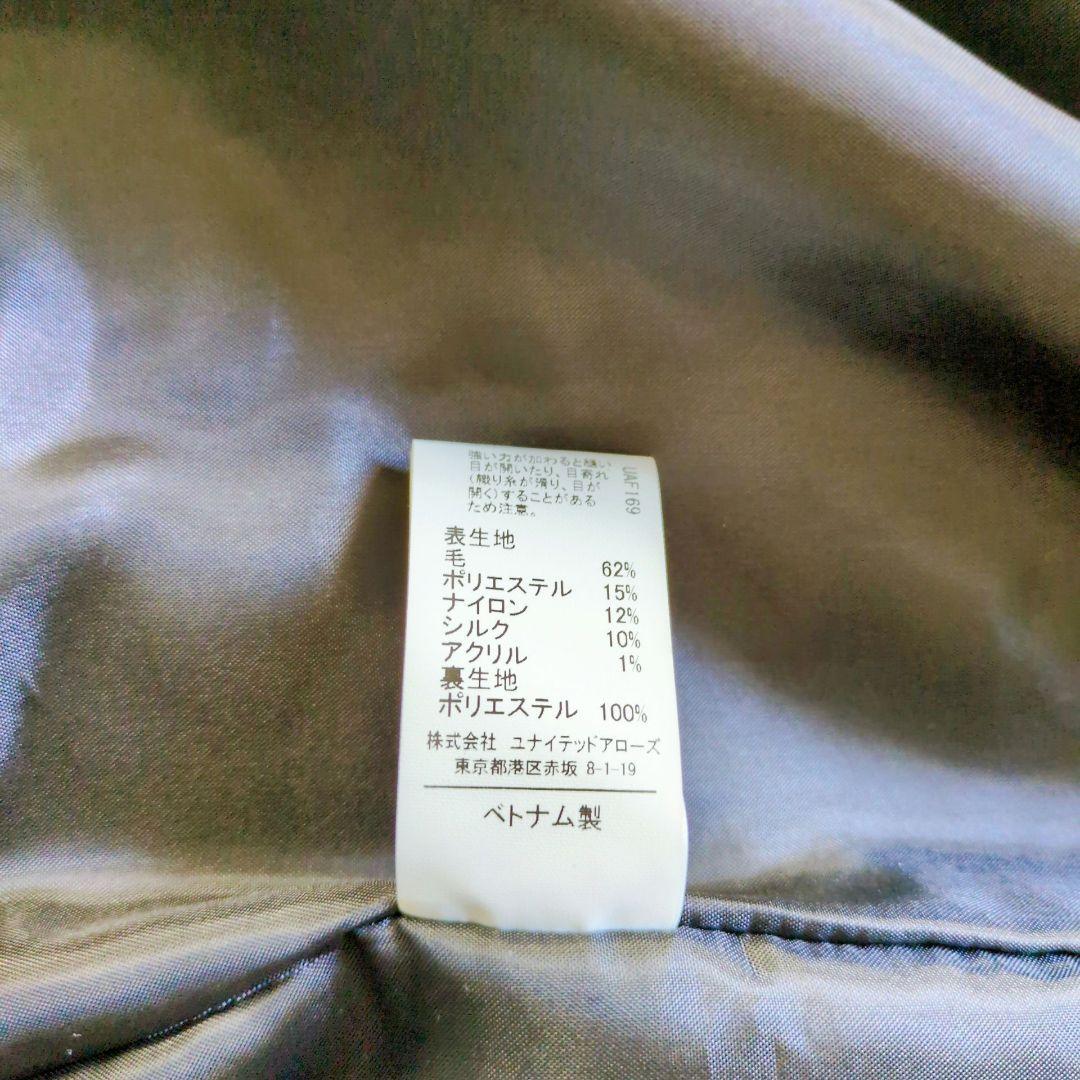 強い力が加わると縫い
目が開いたり、目寄れ
(織り糸が滑り、目が
開く)することがある
ため注意。
UAF169
表生地
毛 62%
ポリエステル 15%
ナイロン 12%
シルク 10%
アクリル 1%
裏生地
ポリエステル 100%
株式会社 ユナイテッドアローズ
東京都港区赤坂 8-1-19
ベトナム製